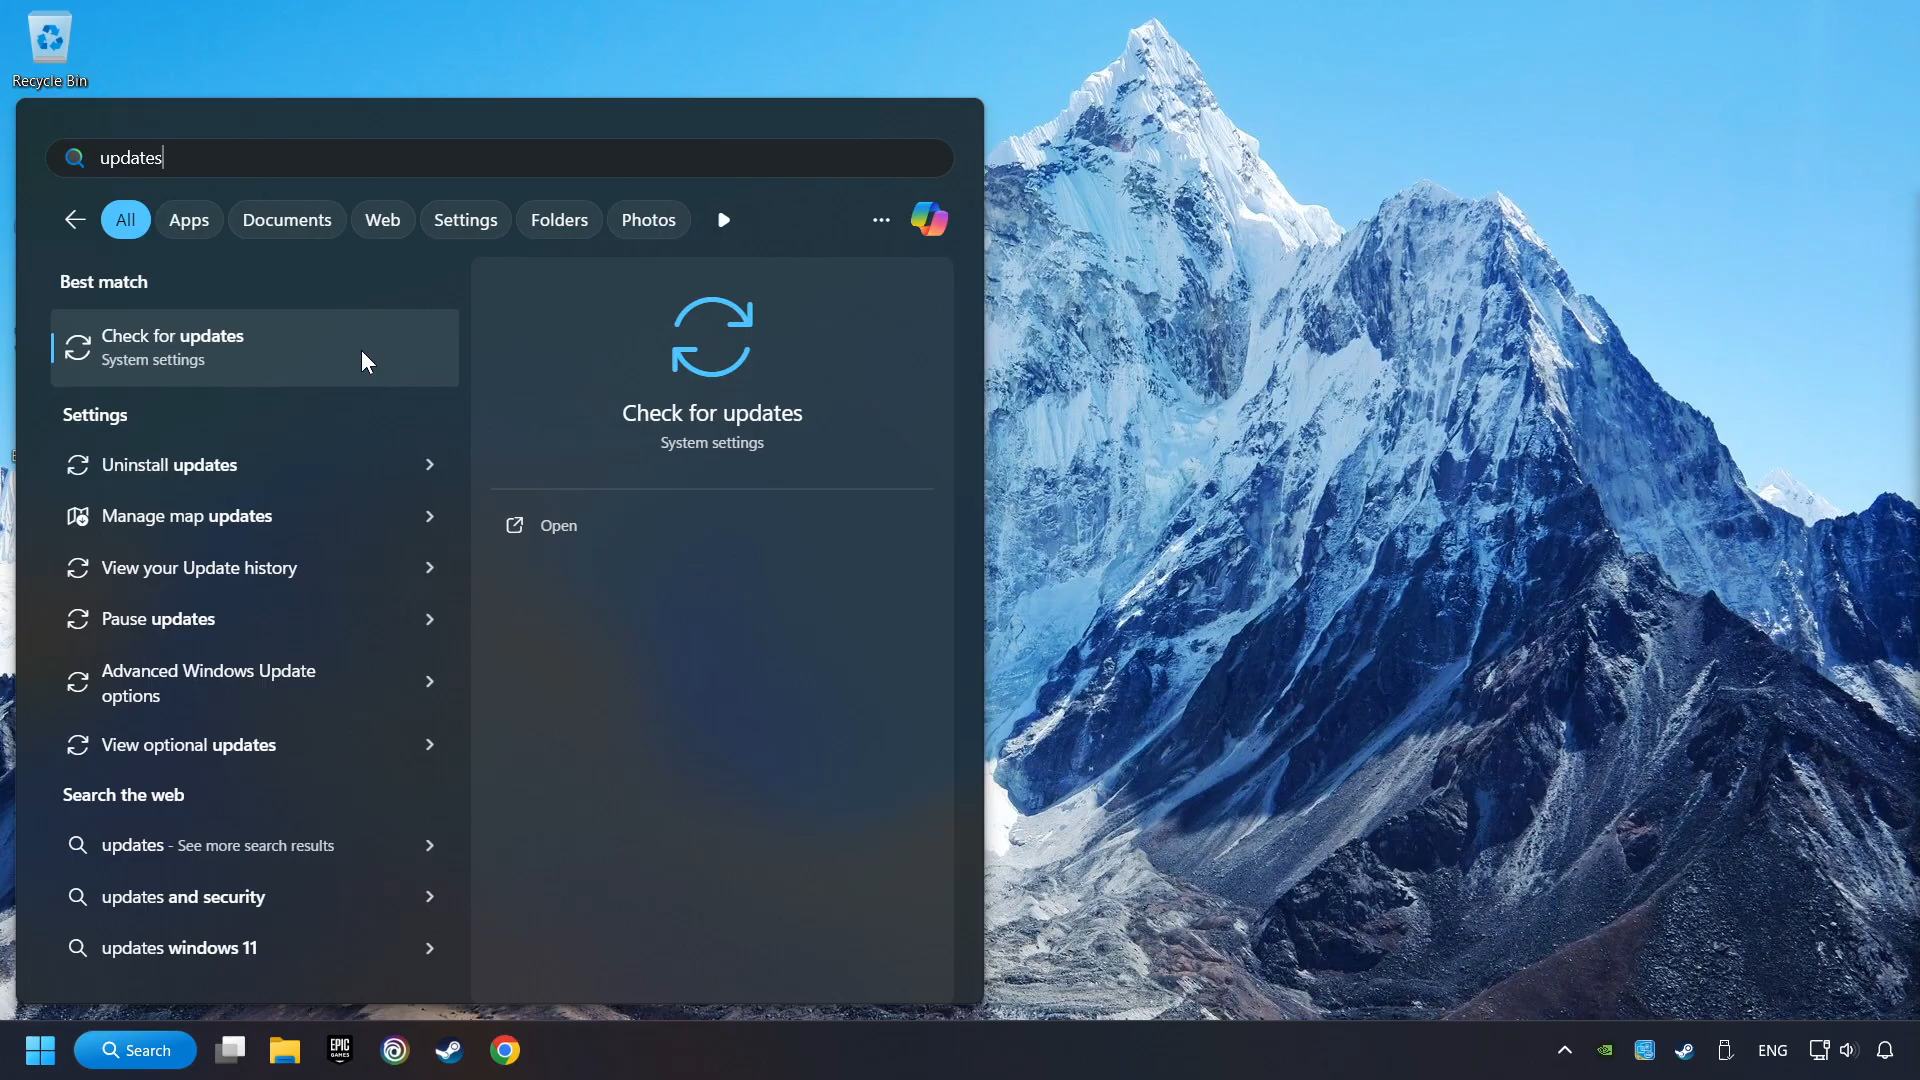 Recycle Bin
updates
All
Apps
Documents
Web
Settings
Folders
Photos
Best match
Check for updates
System settings
Settings
Uninstall updates
Manage map updates
View your Update history
Pause updates
Advanced Windows Update
options
View optional updates
Search the web
updates - See more search results
updates and security
updates windows 11
Check for updates
System settings
Open
Search
EPIC
GAMES
ENG